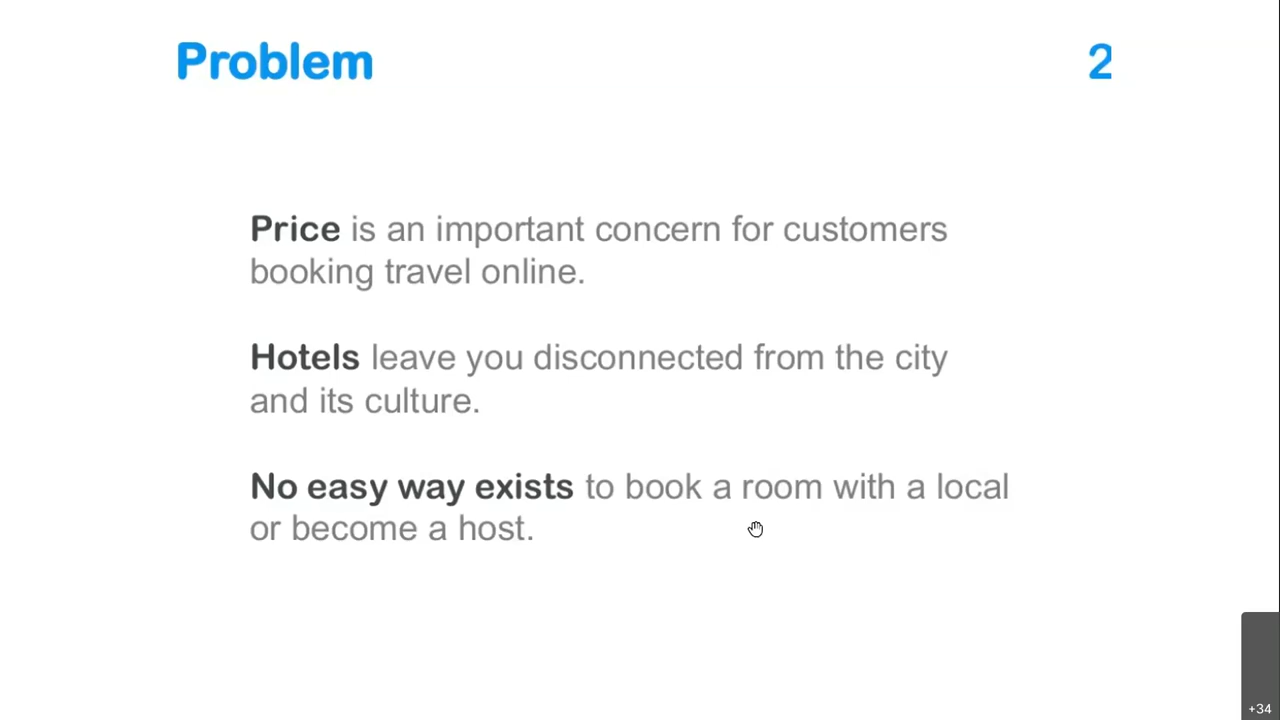 Problem
2
Price is an important concern for customers
booking travel online.
Hotels leave you disconnected from the city
and its culture.
No easy way exists to book a room with a local
or become a host.
+34